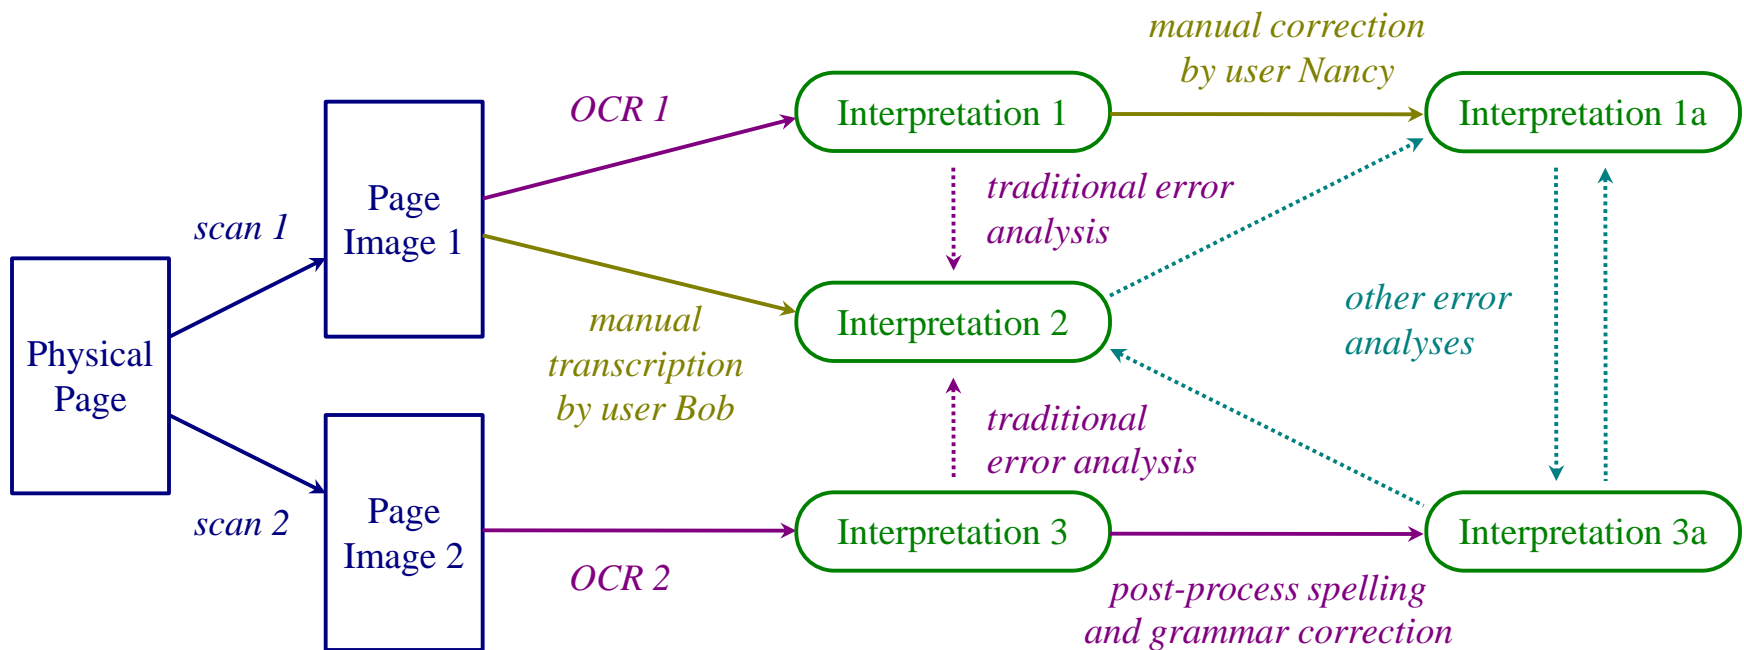 manual correction
by user Nancy
OCR 1
Interpretation 1
Interpretation 1a
Page
Image 1
scan 1
traditional error
analysis
Physical
Page
manual
transcription
by user Bob
Interpretation 2
other error
analyses
traditional
error analysis
scan 2
Page
Image 2
OCR 2
Interpretation 3
Interpretation 3a
post-process spelling
and grammar correction